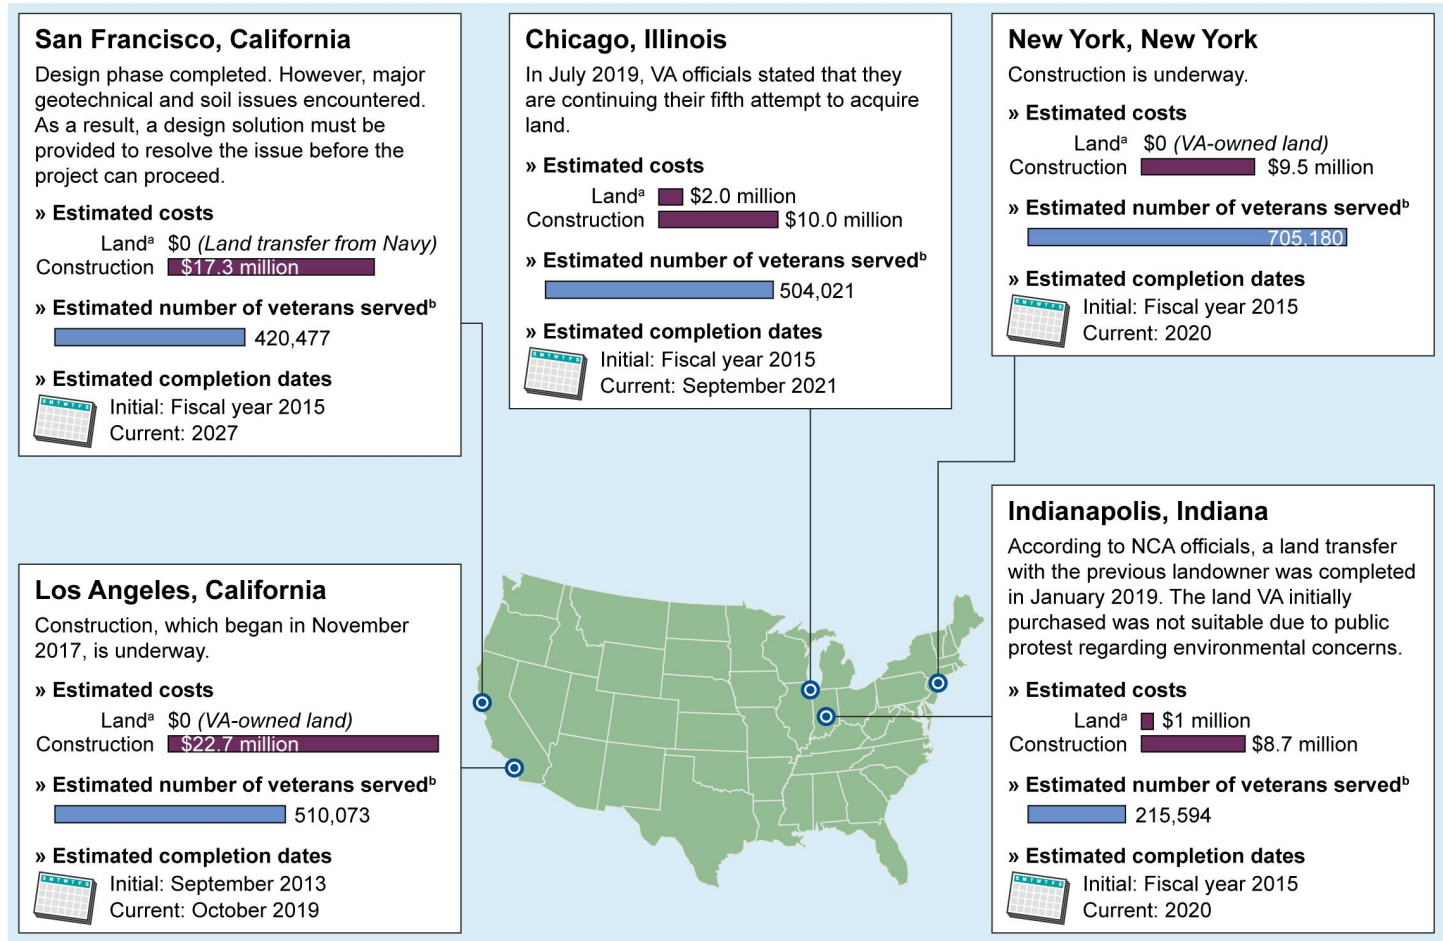 San Francisco, California
Design phase completed. However, major
geotechnical and soil issues encountered.
As a result, a design solution must be
provided to resolve the issue before the
project can proceed.
» Estimated costs
Landᵃ $0 (Land transfer from Navy)
Construction $17.3 million
» Estimated number of veterans servedᵇ
420,477
» Estimated completion dates
S M T W T F S
Initial: Fiscal year 2015
Current: 2027
Chicago, Illinois
In July 2019, VA officials stated that they
are continuing their fifth attempt to acquire
land.
» Estimated costs
Landᵃ $2.0 million
Construction $10.0 million
» Estimated number of veterans servedᵇ
504,021
» Estimated completion dates
S M T W T F S
Initial: Fiscal year 2015
Current: September 2021
New York, New York
Construction is underway.
» Estimated costs
Landᵃ $0 (VA-owned land)
Construction $9.5 million
» Estimated number of veterans servedᵇ
705,180
» Estimated completion dates
S M T W T F S
Initial: Fiscal year 2015
Current: 2020
Los Angeles, California
Construction, which began in November
2017, is underway.
» Estimated costs
Landᵃ $0 (VA-owned land)
Construction $22.7 million
» Estimated number of veterans servedᵇ
510,073
» Estimated completion dates
S M T W T F S
Initial: September 2013
Current: October 2019
Indianapolis, Indiana
According to NCA officials, a land transfer
with the previous landowner was completed
in January 2019. The land VA initially
purchased was not suitable due to public
protest regarding environmental concerns.
» Estimated costs
Landᵃ $1 million
Construction $8.7 million
» Estimated number of veterans servedᵇ
215,594
» Estimated completion dates
S M T W T F S
Initial: Fiscal year 2015
Current: 2020